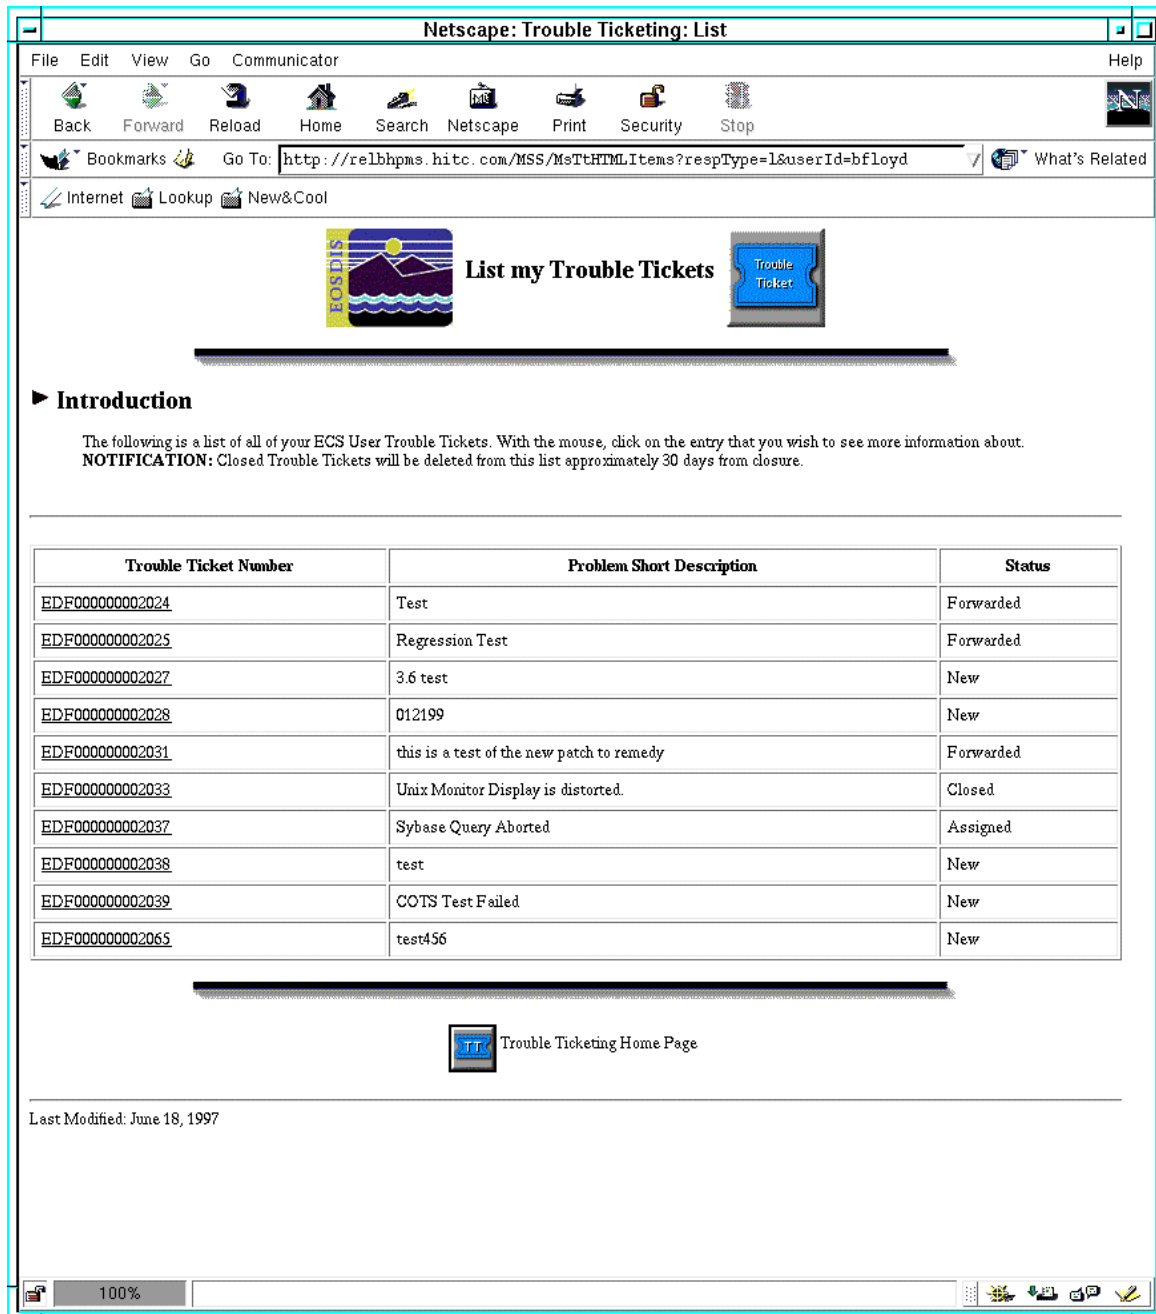 Netscape: Trouble Ticketing: List
File Edit View Go Communicator Help
Back Forward Reload Home Search Netscape Print Security Stop
Bookmarks Go To: http://relbhpms.hitc.com/MSS/MsTtHTMLItems?respType=1&userId=bfloyd What's Related
Internet Lookup New&Cool
EOSDIS
List my Trouble Tickets
Trouble
Ticket
Introduction
The following is a list of all of your ECS User Trouble Tickets. With the mouse, click on the entry that you wish to see more information about.
NOTIFICATION: Closed Trouble Tickets will be deleted from this list approximately 30 days from closure.
Trouble Ticket Number Problem Short Description Status
EDF000000002024 Test Forwarded
EDF000000002025 Regression Test Forwarded
EDF000000002027 3.6 test New
EDF000000002028 012199 New
EDF000000002031 this is a test of the new patch to remedy Forwarded
EDF000000002033 Unix Monitor Display is distorted. Closed
EDF000000002037 Sybase Query Aborted Assigned
EDF000000002038 test New
EDF000000002039 COTS Test Failed New
EDF000000002065 test456 New
TT Trouble Ticketing Home Page
Last Modified: June 18, 1997
100%